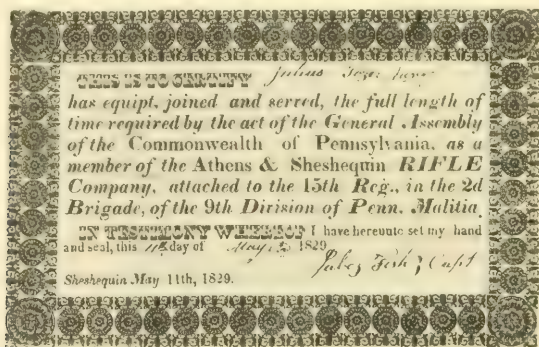 THIS IS TO CERTIFY Julius Tozer
has equipt, joined and served, the full length of
time required by the act of the General Assembly
of the Commonwealth of Pennsylvania, as a
member of the Athens & Sheshequin RIFLE
Company, attached to the 15th Reg., in the 2d
Brigade, of the 9th Division of Penn. Malitia
IN TESTIMONY WHEREOF I have hereunto set my hand
and seal, this 11th day of May 1829
Jabez Fish, Capt
Sheshequin May 11th, 1829.